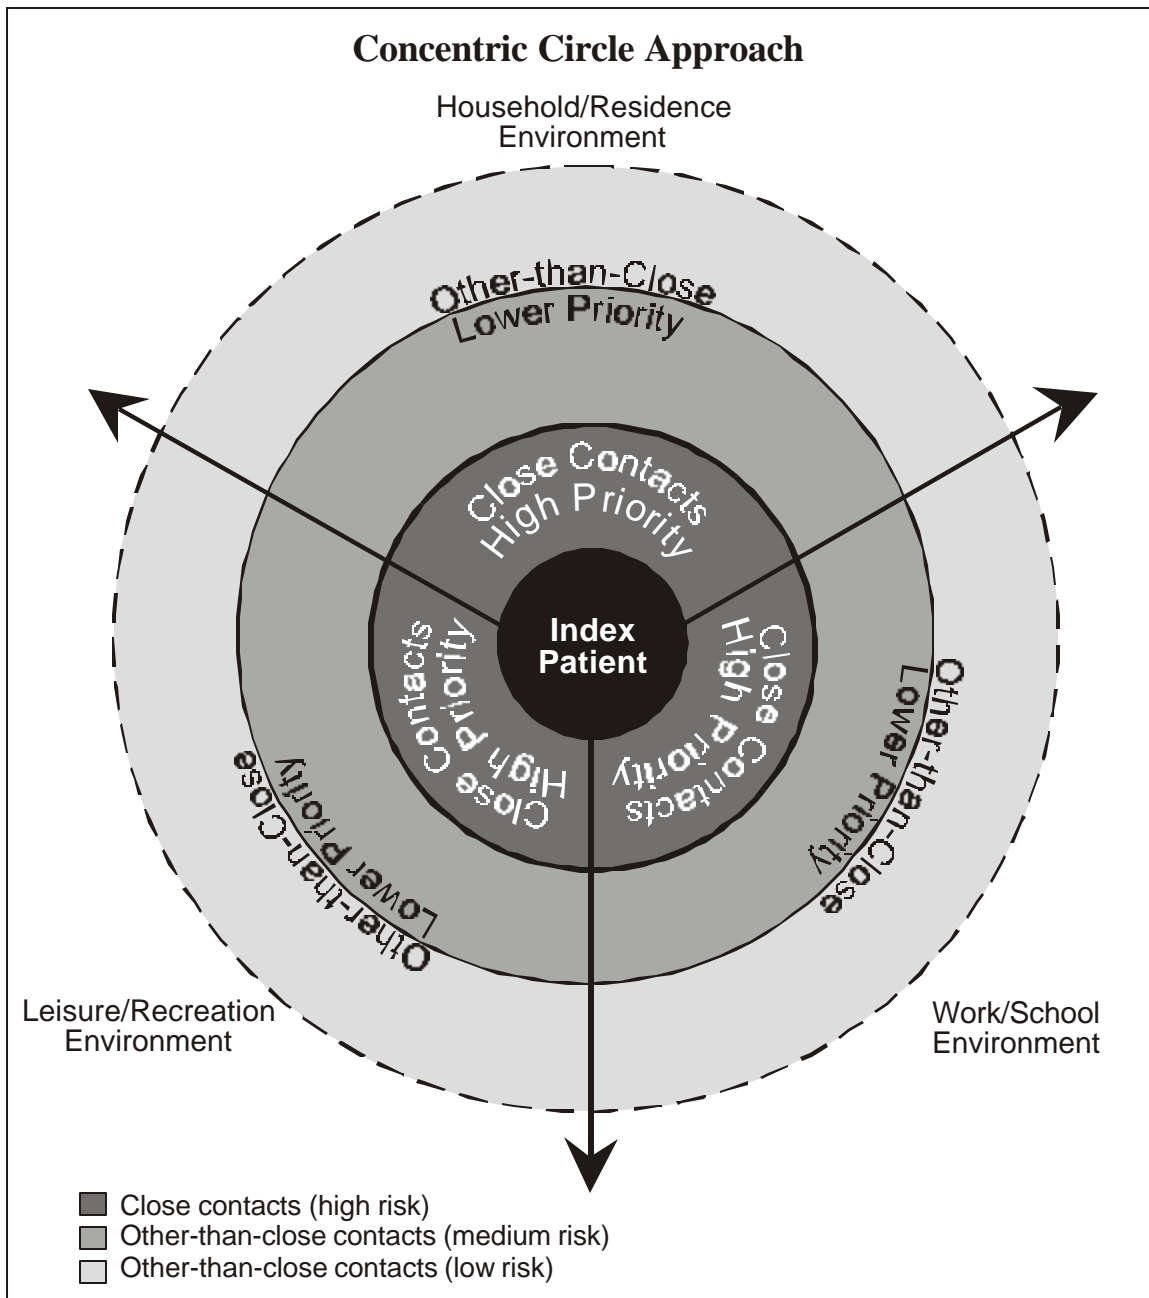 Concentric Circle Approach
Household/Residence
Environment
Other-than-Close
Lower Priority
Close Contacts
High Priority
Index
Patient
Close Contacts
High Priority
High Priority
Close Contacts
Other-than-Close
Lower Priority
Lower Priority
Other-than-Close
Leisure/Recreation
Environment
Work/School
Environment
Close contacts (high risk)
Other-than-close contacts (medium risk)
Other-than-close contacts (low risk)